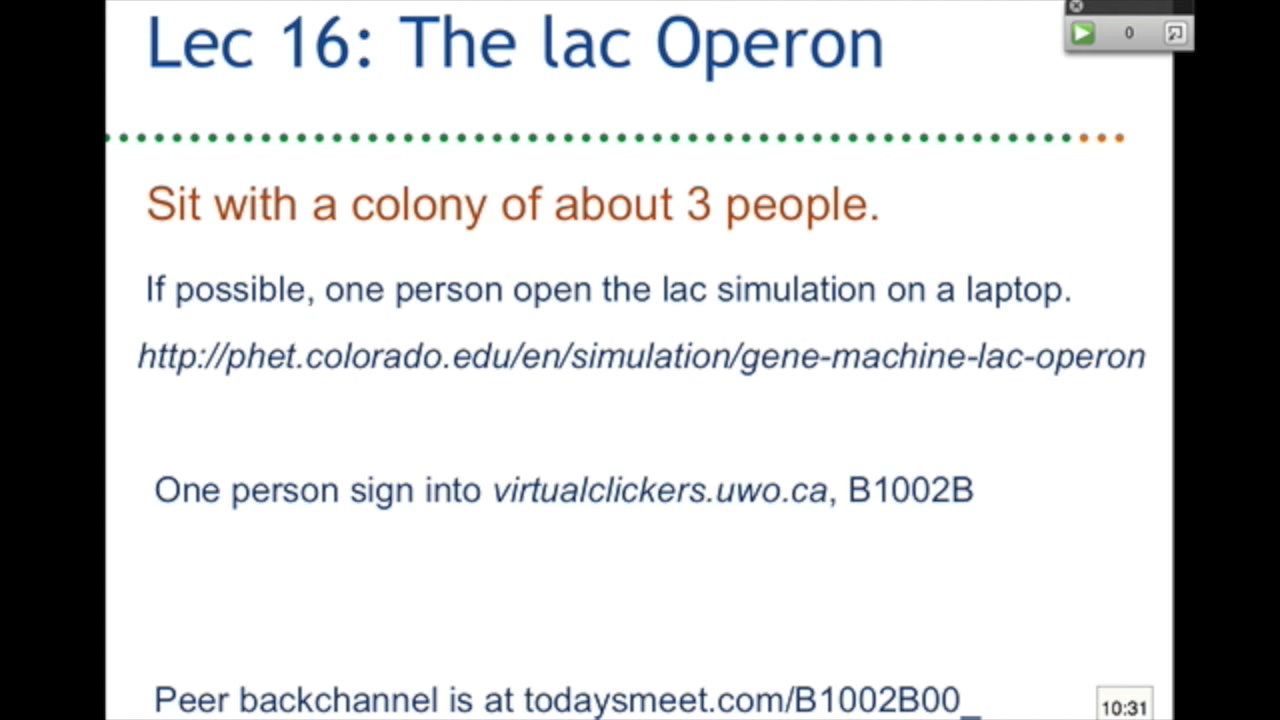 Lec 16: The lac Operon
0
Sit with a colony of about 3 people.
If possible, one person open the lac simulation on a laptop.
http://phet.colorado.edu/en/simulation/gene-machine-lac-operon
One person sign into virtualclickers.uwo.ca, B1002B
Peer backchannel is at todaysmeet.com/B1002B00_
10:31